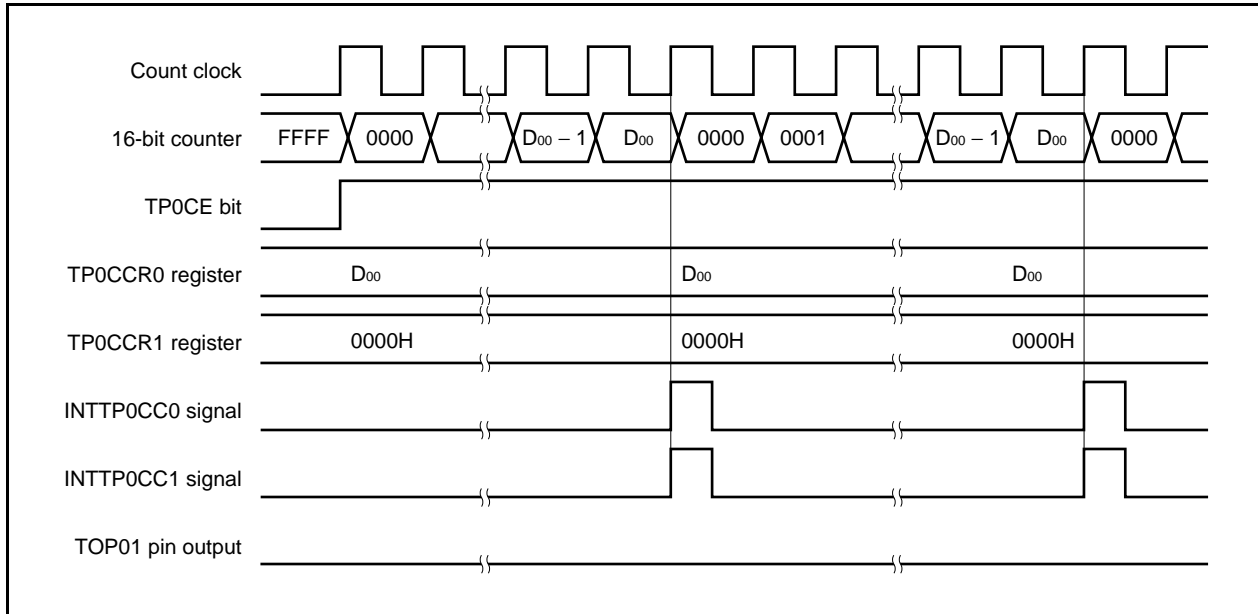 Count clock
16-bit counter FFFF 0000 D00 − 1 D00 0000 0001 D00 − 1 D00 0000
TP0CE bit
TP0CCR0 register D00 D00 D00
TP0CCR1 register 0000H 0000H 0000H
INTTP0CC0 signal
INTTP0CC1 signal
TOP01 pin output